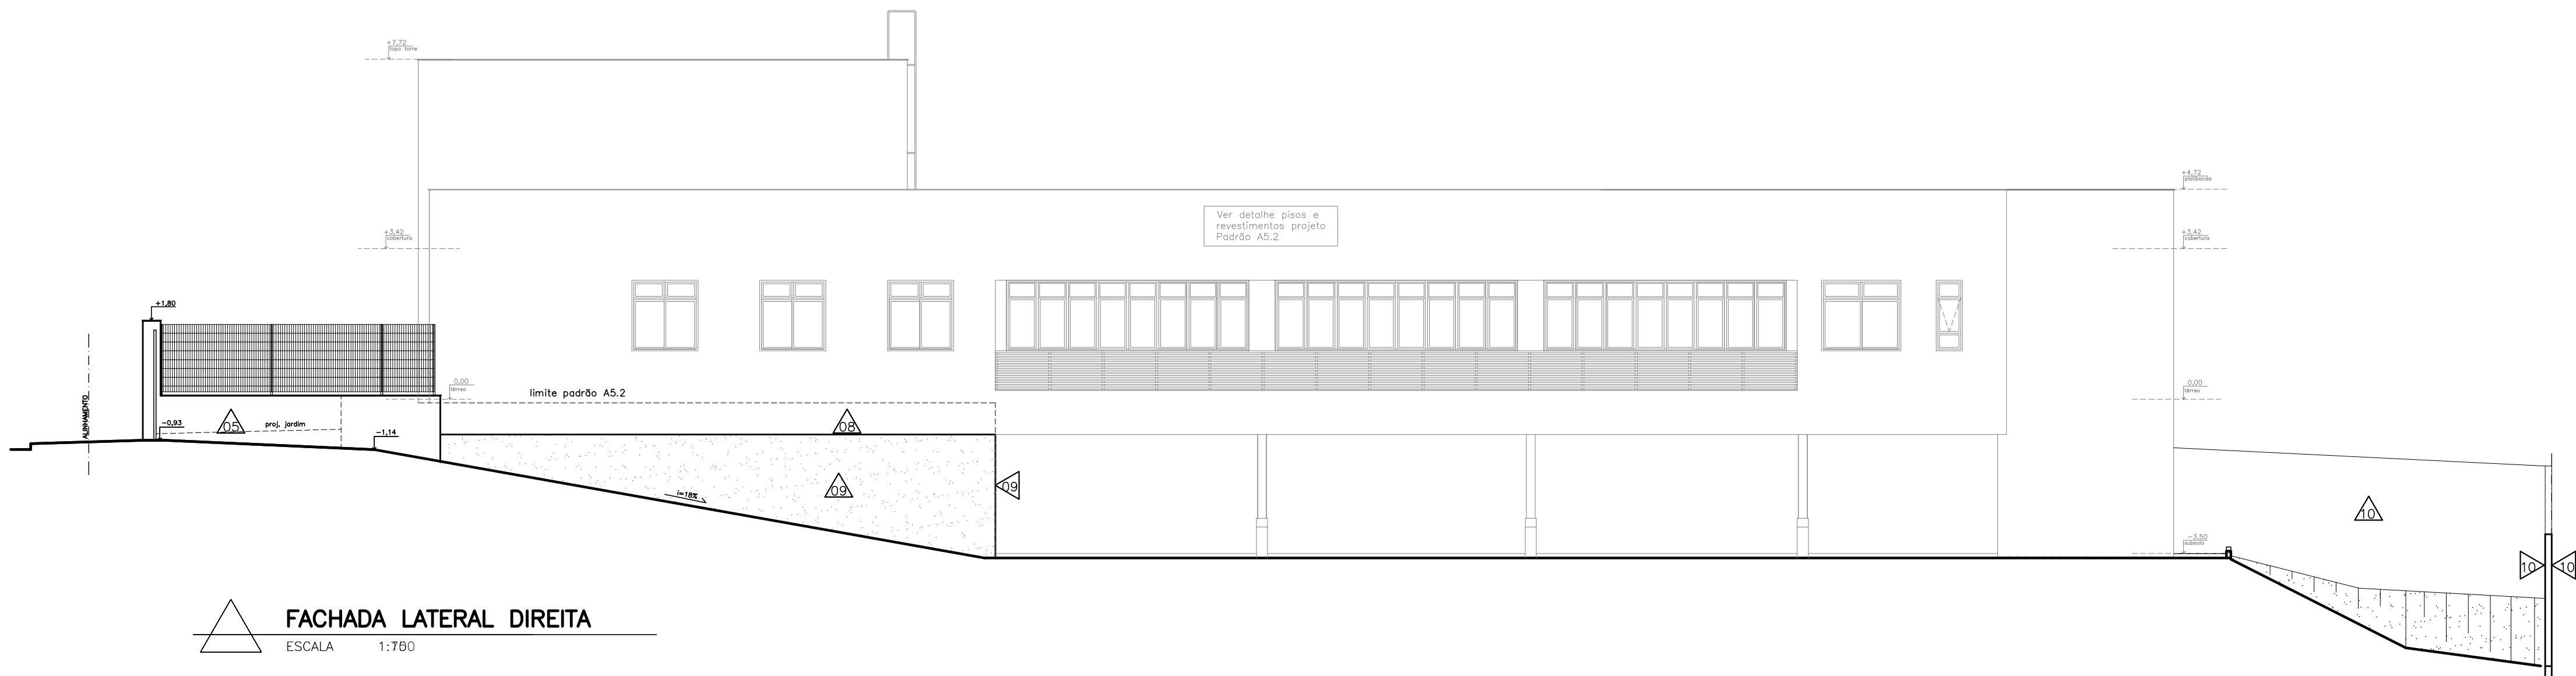 +7,72
topo torre
+4,72
platibanda
Ver detalhe pisos e
revestimentos projeto
Padrão A5.2
+3,42
cobertura
+3,42
cobertura
+1,80
0,00
térreo
limite padrão A5.2
0,00
térreo
ALINHAMENTO
-0,93
05
proj. jardim
-1,14
08
09
i=18%
09
10
-3,50
subsolo
10
10
FACHADA LATERAL DIREITA
ESCALA